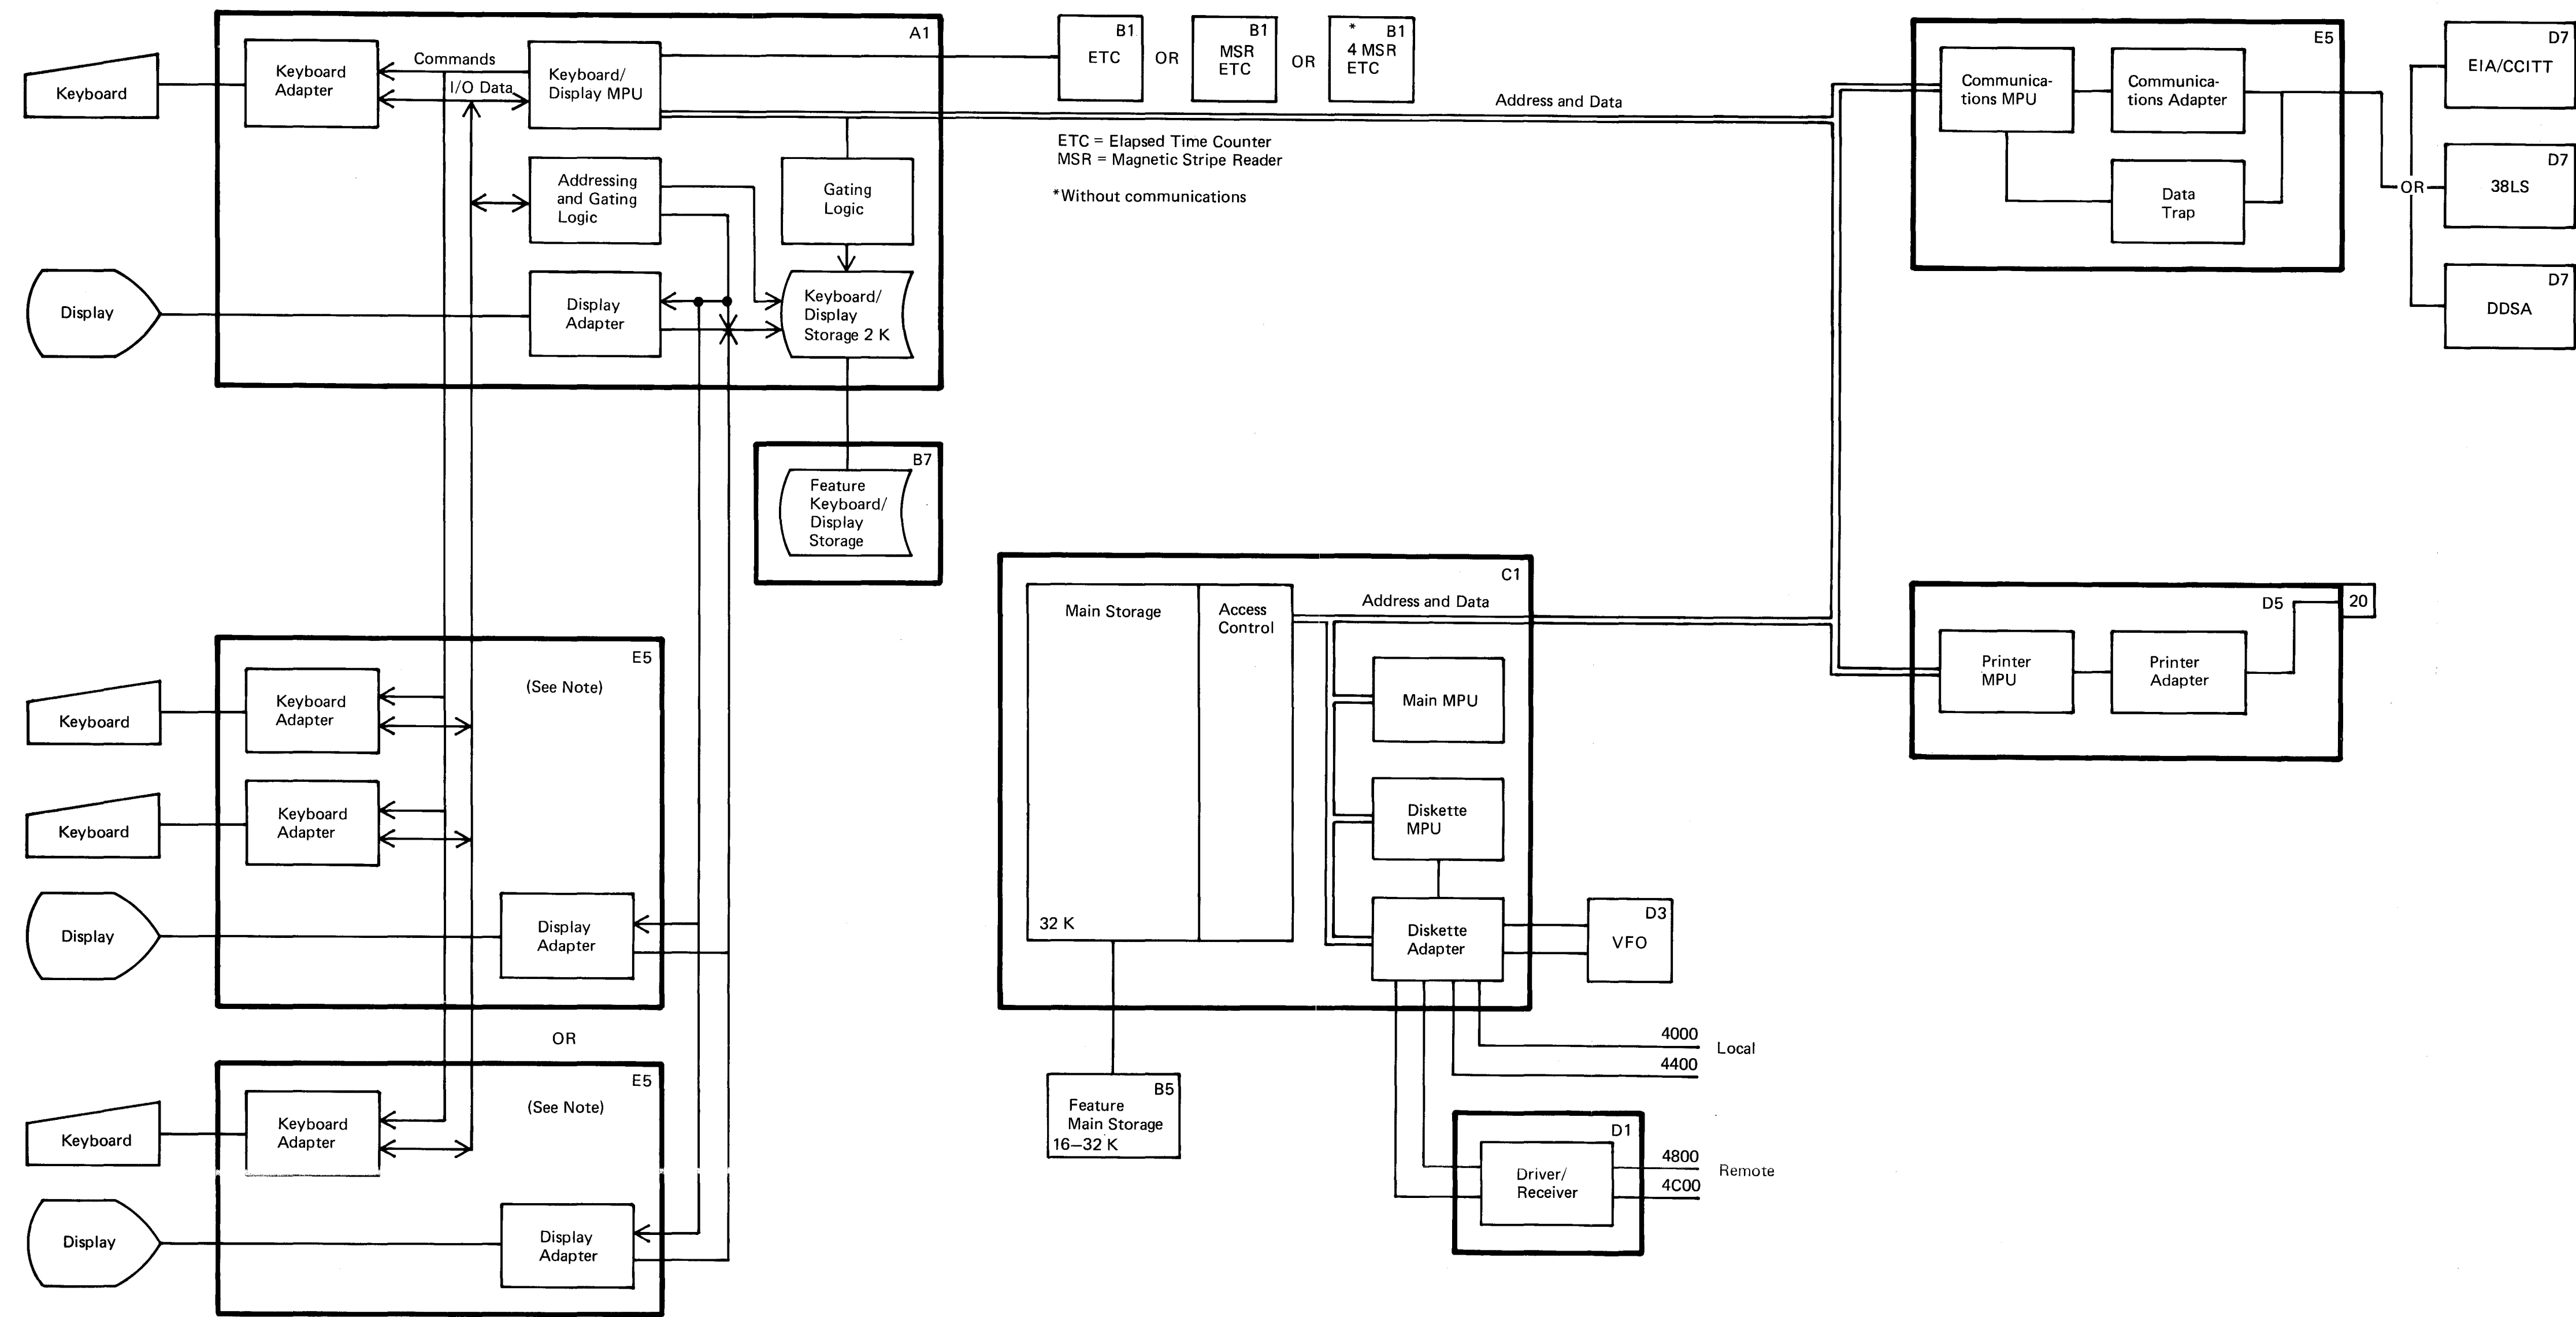 A1
Keyboard
Keyboard
Adapter
Commands
I/O Data
Keyboard/
Display MPU
Addressing
and Gating
Logic
Gating
Logic
Display
Display
Adapter
Keyboard/
Display
Storage 2 K
B7
Feature
Keyboard/
Display
Storage
B1
ETC
OR
B1
MSR
ETC
OR
* B1
4 MSR
ETC
Address and Data
ETC = Elapsed Time Counter
MSR = Magnetic Stripe Reader
*Without communications
E5
Communica-
tions MPU
Communica-
tions Adapter
Data
Trap
D7
EIA/CCITT
OR
D7
38LS
D7
DDSA
E5
(See Note)
Keyboard
Keyboard
Adapter
Keyboard
Keyboard
Adapter
Display
Display
Adapter
OR
E5
(See Note)
Keyboard
Keyboard
Adapter
Display
Display
Adapter
C1
Main Storage
32 K
Access
Control
Address and Data
Main MPU
Diskette
MPU
Diskette
Adapter
D3
VFO
B5
Feature
Main Storage
16–32 K
4000
Local
4400
D1
Driver/
Receiver
4800
Remote
4C00
D5
20
Printer
MPU
Printer
Adapter